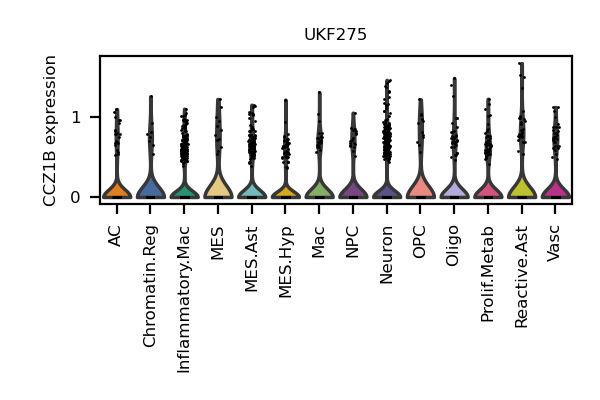 UKF275
CCZ1B expression
1
0
AC
Chromatin.Reg
Inflammatory.Mac
MES
MES.Ast
MES.Hyp
Mac
NPC
Neuron
OPC
Oligo
Prolif.Metab
Reactive.Ast
Vasc